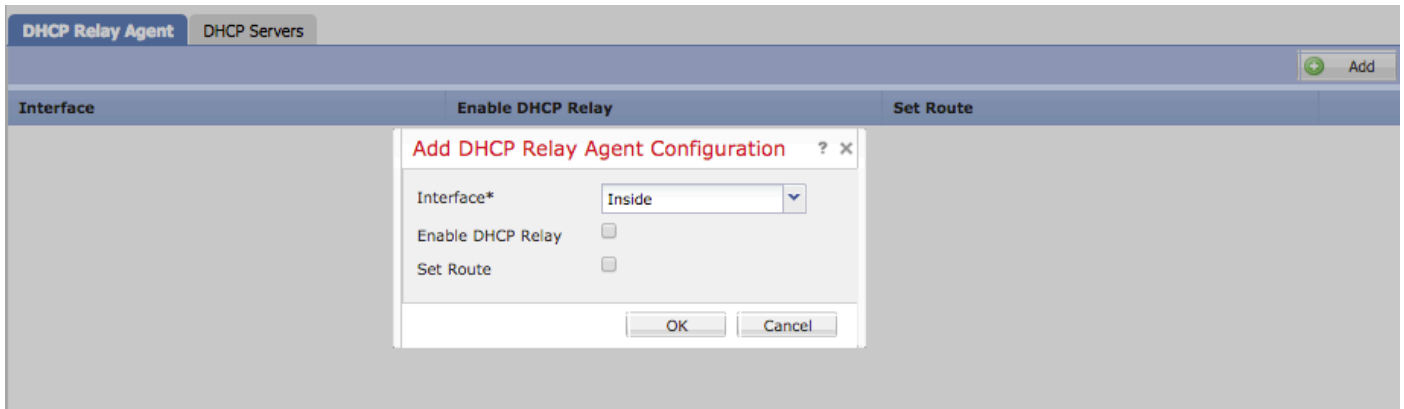 DHCP Relay Agent DHCP Servers
Add
Interface Enable DHCP Relay Set Route
Add DHCP Relay Agent Configuration ? ×
Interface* Inside
Enable DHCP Relay
Set Route
OK Cancel